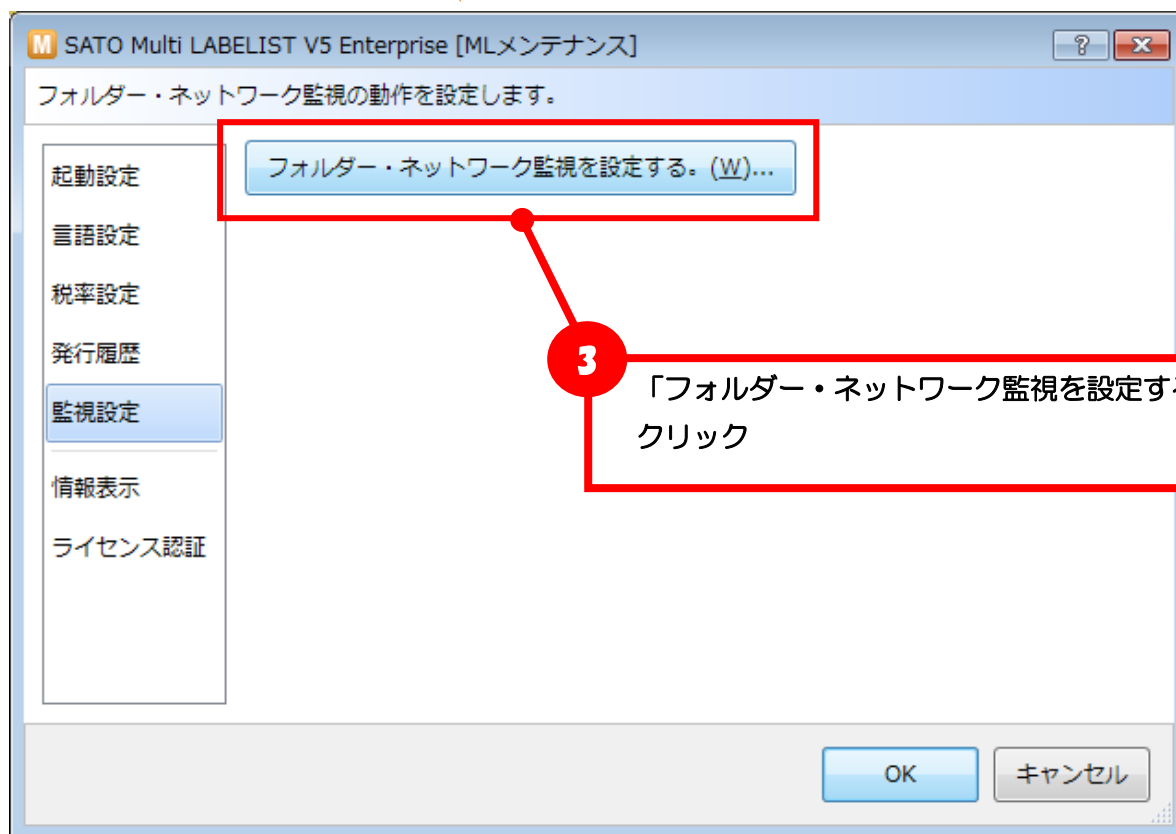 SATO Multi LABELIST V5 Enterprise [MLメンテナンス]
フォルダー・ネットワーク監視の動作を設定します。
起動設定
言語設定
税率設定
発行履歴
監視設定
情報表示
ライセンス認証
フォルダー・ネットワーク監視を設定する。(W)...
3
「フォルダー・ネットワーク監視を設定す
クリック
OK
キャンセル